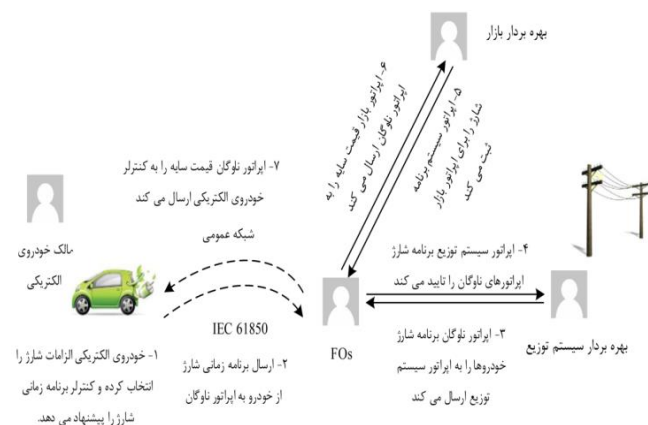 بهره بردار بازار
۶- اپراتور بازار قیمت سایه را به
اپراتور ناوگان ارسال می کند
۵- اپراتور سیستم برنامه
شارژ را برای اپراتور بازار
ثبت می کند
۷- اپراتور ناوگان قیمت سایه را به کنترلر
خودروی الکتریکی ارسال می کند
شبکه عمومی
مالک خودروی
الکتریکی
۴- اپراتور سیستم توزیع برنامه شارژ
اپراتورهای ناوگان را تایید می کند
IEC 61850
FOs
بهره بردار سیستم توزیع
۱- خودروی الکتریکی الزامات شارژ را
انتخاب کرده و کنترلر برنامه زمانی
شارژ را پیشنهاد می دهد.
۲- ارسال برنامه زمانی شارژ
از خودرو به اپراتور ناوگان
۳- اپراتور ناوگان برنامه شارژ
خودروها را به اپراتور سیستم
توزیع ارسال می کند